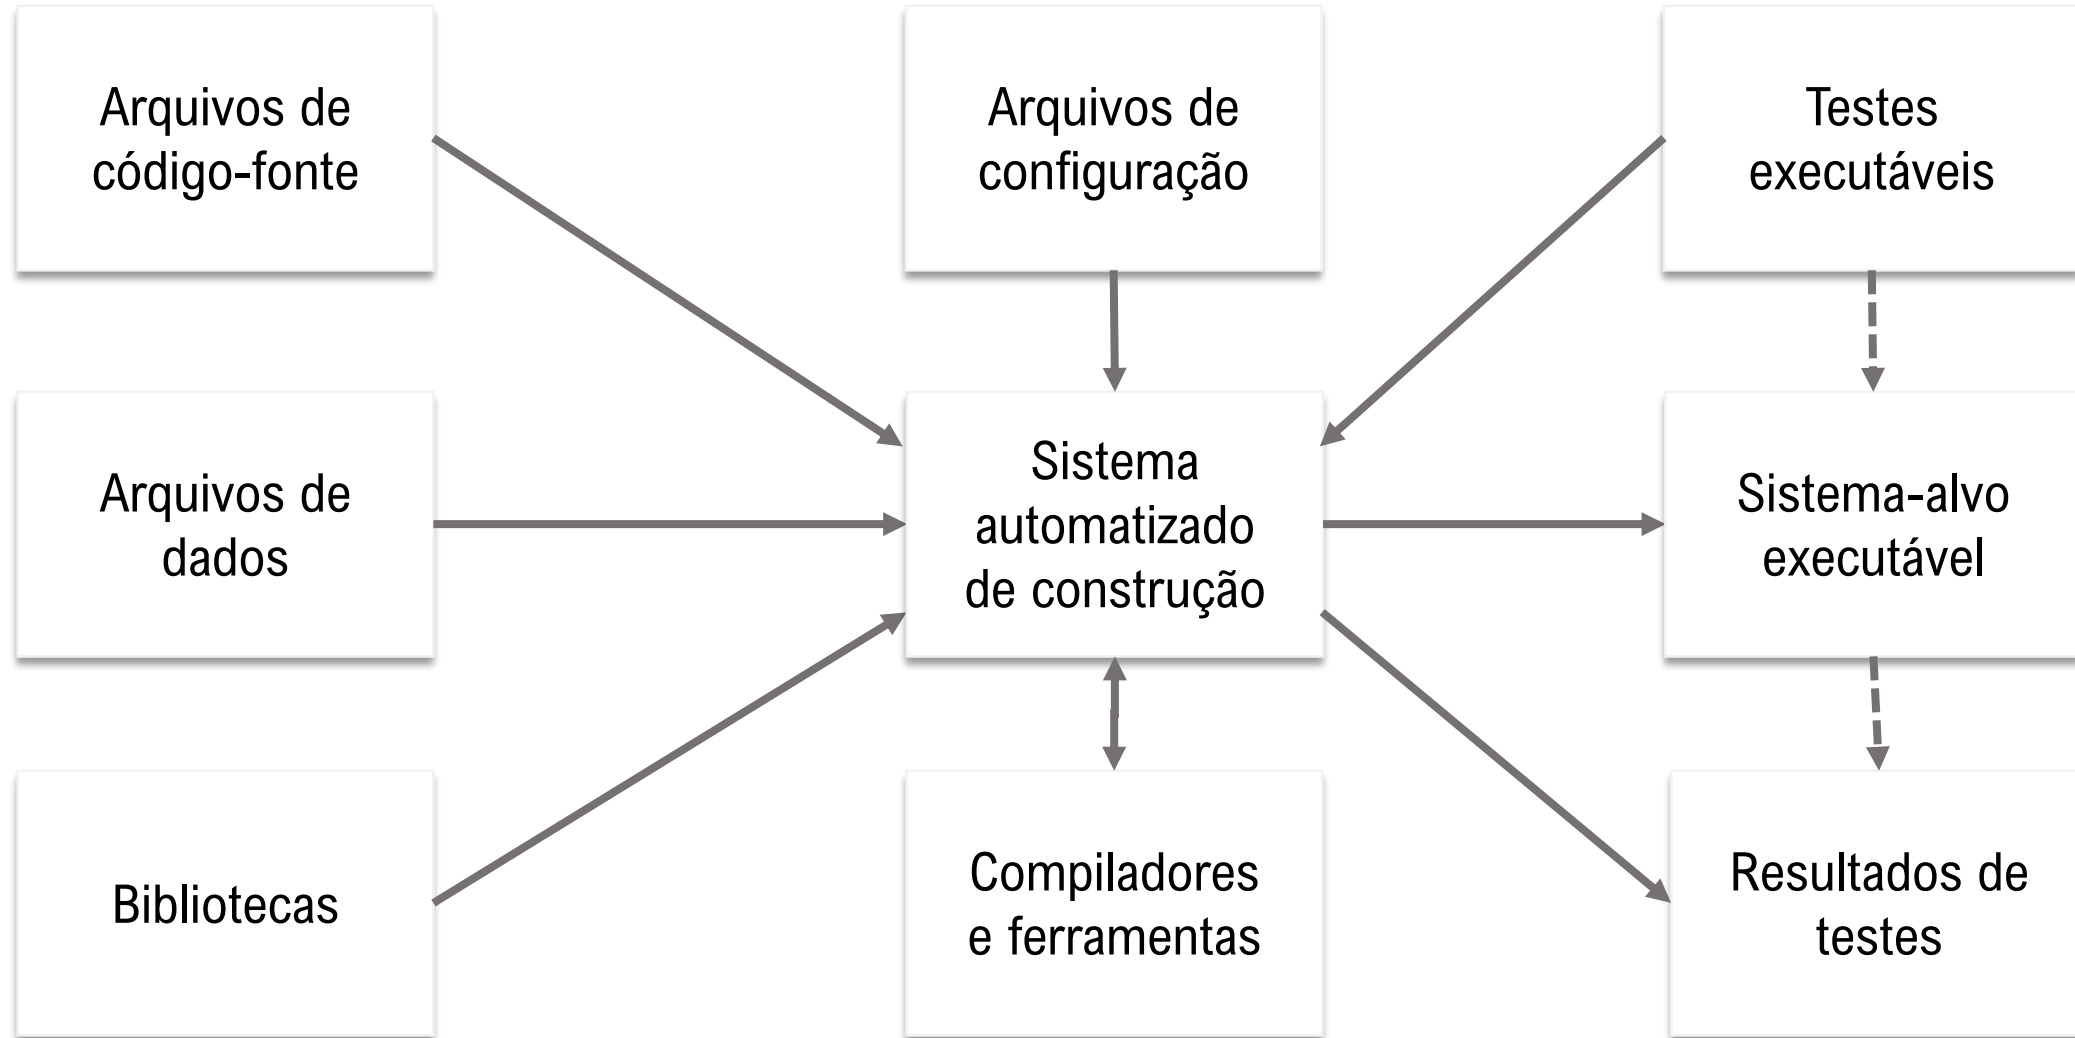 Arquivos de
código-fonte
Arquivos de
configuração
Testes
executáveis
Arquivos de
dados
Sistema
automatizado
de construção
Sistema-alvo
executável
Bibliotecas
Compiladores
e ferramentas
Resultados de
testes